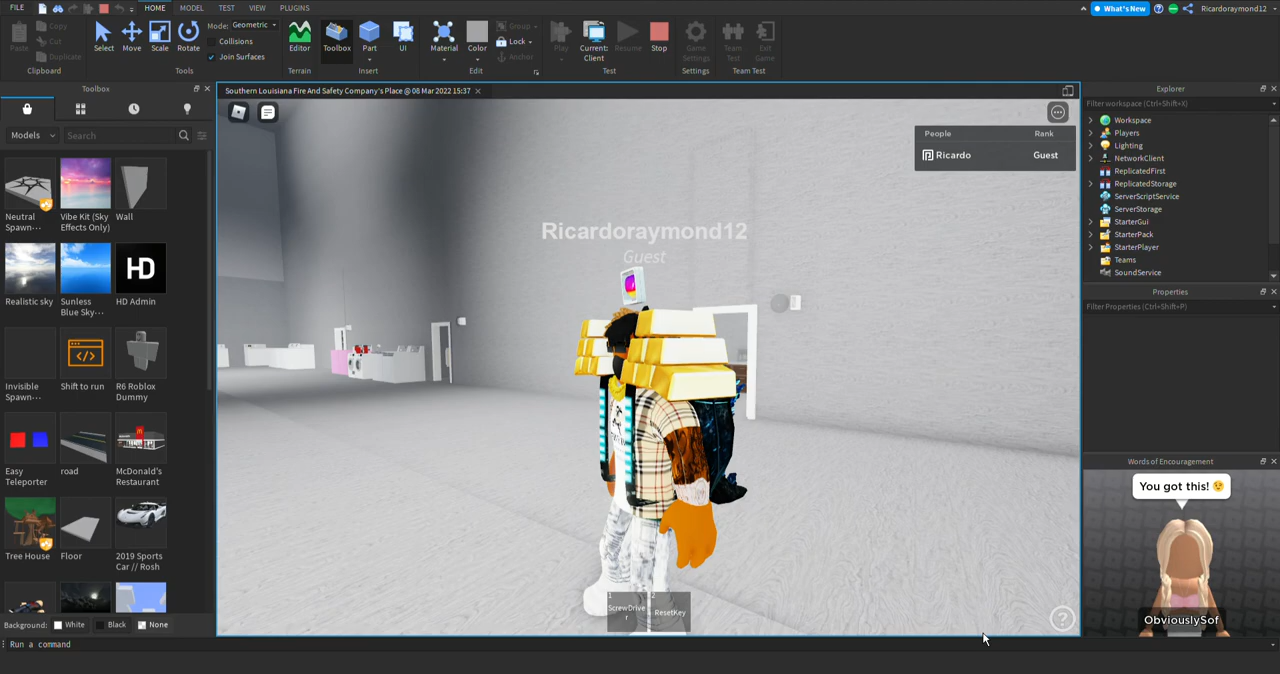 FILE
HOME
MODEL
TEST
VIEW
PLUGINS
What's New
Ricardoraymond12
Paste
Copy
Cut
Duplicate
Clipboard
Select
Move
Scale
Rotate
Mode: Geometric
Collisions
Join Surfaces
Tools
Editor
Terrain
Toolbox
Part
UI
Insert
Material
Color
Group
Lock
Anchor
Edit
Play
Current:
Client
Resume
Stop
Test
Game
Settings
Settings
Team
Test
Exit
Game
Team Test
Toolbox
Models
Search
Neutral
Spawn···
Vibe Kit (Sky
Effects Only)
Wall
Realistic sky
Sunless
Blue Sky···
HD
HD Admin
Invisible
Spawn···
Shift to run
R6 Roblox
Dummy
Easy
Teleporter
road
McDonald's
Restaurant
Tree House
Floor
2019 Sports
Car // Rosh
Background:
White
Black
None
Run a command
Southern Louisiana Fire And Safety Company's Place @ 08 Mar 2022 15:37
People
Rank
Ricardo
Guest
Ricardoraymond12
Guest
1
ScrewDrive
r
2
ResetKey
?
Explorer
Filter workspace (Ctrl+Shift+X)
Workspace
Players
Lighting
NetworkClient
ReplicatedFirst
ReplicatedStorage
ServerScriptService
ServerStorage
StarterGui
StarterPack
StarterPlayer
Teams
SoundService
Properties
Filter Properties (Ctrl+Shift+P)
Words of Encouragement
You got this! 😉
ObviouslySof